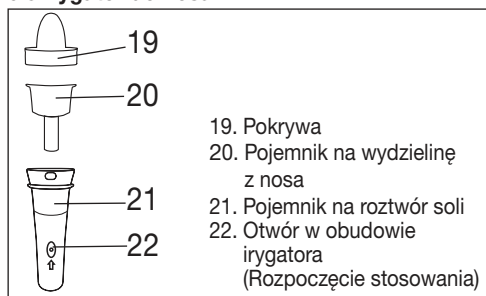 19
20
21
22
19. Pokrywa
20. Pojemnik na wydzielinę
z nosa
21. Pojemnik na roztwór soli
22. Otwór w obudowie
irygatora
(Rozpoczęcie stosowania)